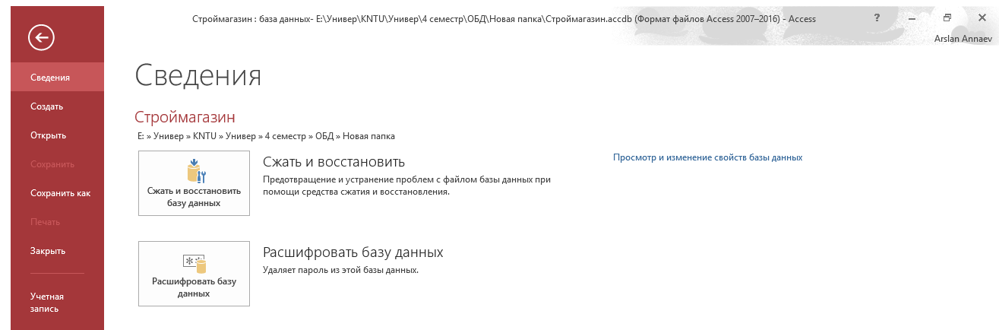 Строймагазин : база данных- E:\Универ\KNTU\Универ\4 семестр\ОБД\Новая папка\Строймагазин.accdb (Формат файлов Access 2007–2016) - Access
?
Arslan Annaev
Сведения
Создать
Открыть
Сохранить
Сохранить как
Печать
Закрыть
Учетная
запись
Сведения
Строймагазин
E: » Универ » KNTU » Универ » 4 семестр » ОБД » Новая папка
Сжать и восстановить
базу данных
Сжать и восстановить
Предотвращение и устранение проблем с файлом базы данных при
помощи средства сжатия и восстановления.
Расшифровать базу
данных
Расшифровать базу данных
Удаляет пароль из этой базы данных.
Просмотр и изменение свойств базы данных